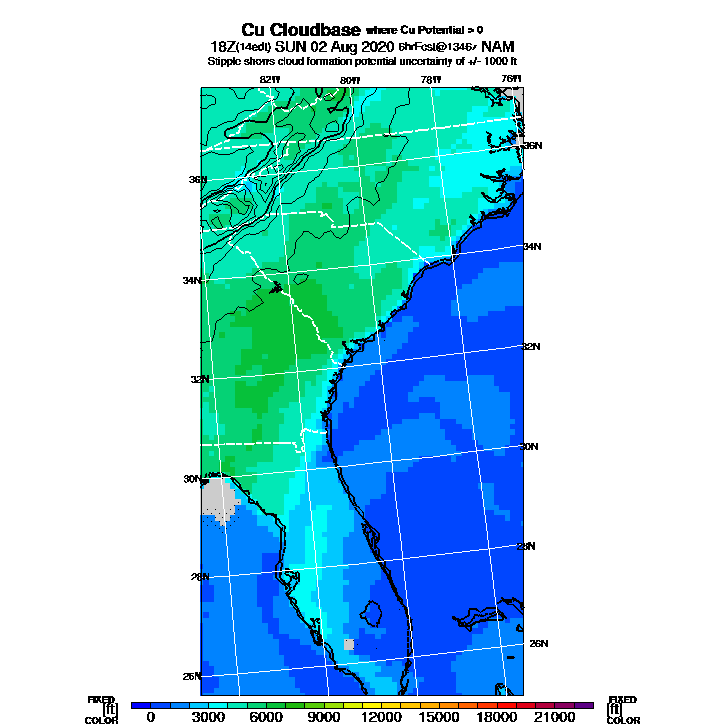 Cu Cloudbase where Cu Potential > 0
18Z(14edt) SUN 02 Aug 2020 6hrFcst@1346z NAM
Stipple shows cloud formation potential uncertainty of +/- 1000 ft
82W 80W 78W 76W
36N
36N
34N
34N
32N
32N
30N
30N
28N
28N
26N
26N
FIXED FIXED
[ft] [ft]
COLOR 0 3000 6000 9000 12000 15000 18000 21000 COLOR